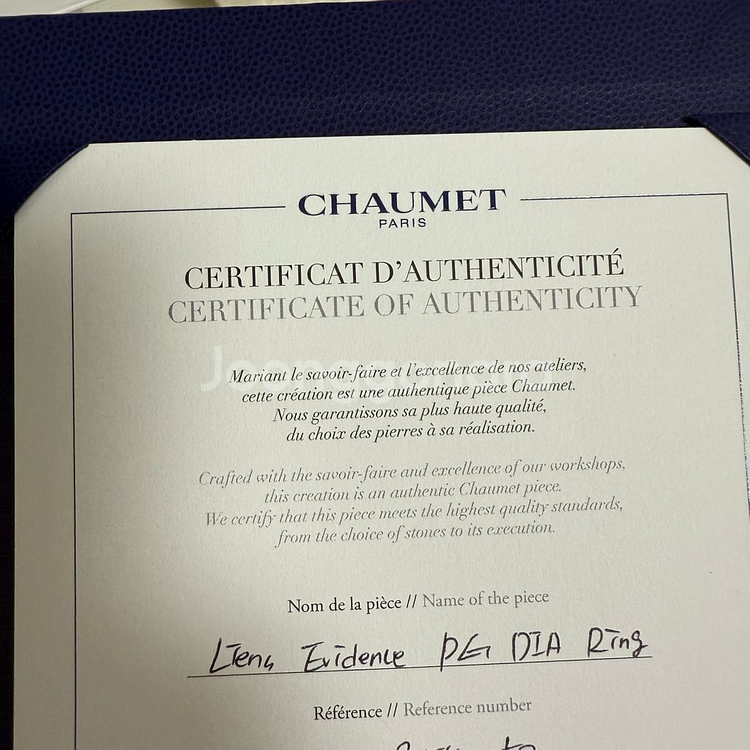 CHAUMET
PARIS
CERTIFICAT D'AUTHENTICITÉ
CERTIFICATE OF AUTHENTICITY
Mariant le savoir-faire et l'excellence de nos ateliers,
cette création est une authentique pièce Chaumet.
Nous garantissons sa plus haute qualité,
du choix des pierres à sa réalisation.
Crafted with the savoir-faire and excellence of our workshops,
this creation is an authentic Chaumet piece.
We certify that this piece meets the highest quality standards,
from the choice of stones to its execution.
Nom de la pièce // Name of the piece
Liens Evidence PG DIA Ring
Référence // Reference number